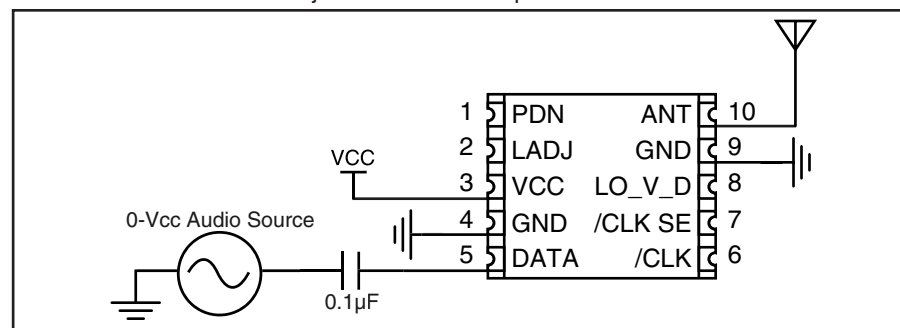 1 PDN ANT 10
2 LADJ GND 9
VCC
3 VCC LO_V_D 8
0-Vcc Audio Source
4 GND /CLK SE 7
5 DATA /CLK 6
0.1µF